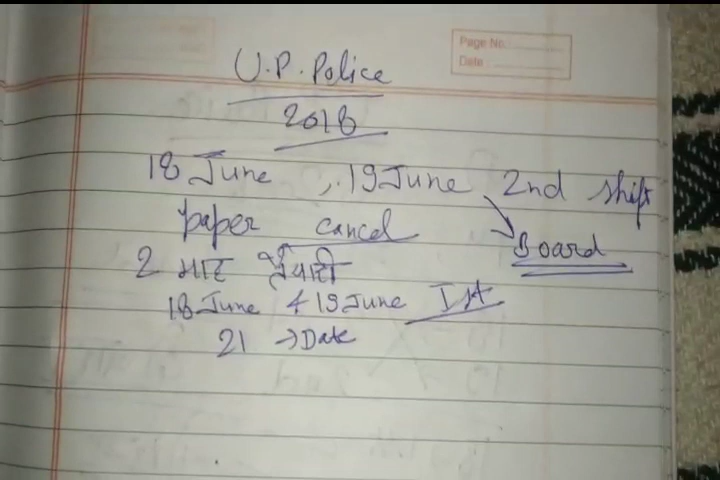 Page No.
Date
U.P. Police
2018
18 June , 19 June 2nd shift
paper cancel
Board
2 माह तैयारी
18 June & 19 June Ist
21 → Date